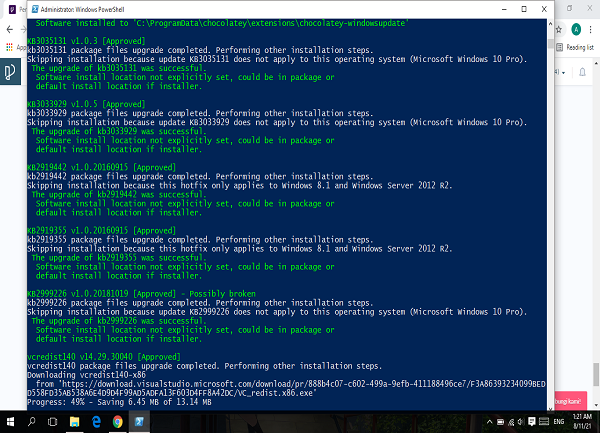 Administrator: Windows PowerShell
Software installed to 'C:\ProgramData\chocolatey\extensions\chocolatey-windowsupdate'
KB3035131 v1.0.3 [Approved]
kb3035131 package files upgrade completed. Performing other installation steps.
Skipping installation because update KB3035131 does not apply to this operating system (Microsoft Windows 10 Pro).
The upgrade of kb3035131 was successful.
Software install location not explicitly set, could be in package or
default install location if installer.
KB3033929 v1.0.5 [Approved]
kb3033929 package files upgrade completed. Performing other installation steps.
Skipping installation because update KB3033929 does not apply to this operating system (Microsoft Windows 10 Pro).
The upgrade of kb3033929 was successful.
Software install location not explicitly set, could be in package or
default install location if installer.
KB2919442 v1.0.20160915 [Approved]
kb2919442 package files upgrade completed. Performing other installation steps.
Skipping installation because this hotfix only applies to Windows 8.1 and Windows Server 2012 R2.
The upgrade of kb2919442 was successful.
Software install location not explicitly set, could be in package or
default install location if installer.
KB2919355 v1.0.20160915 [Approved]
kb2919355 package files upgrade completed. Performing other installation steps.
Skipping installation because this hotfix only applies to Windows 8.1 and Windows Server 2012 R2.
The upgrade of kb2919355 was successful.
Software install location not explicitly set, could be in package or
default install location if installer.
KB2999226 v1.0.20181019 [Approved] - Possibly broken
kb2999226 package files upgrade completed. Performing other installation steps.
Skipping installation because update KB2999226 does not apply to this operating system (Microsoft Windows 10 Pro).
The upgrade of kb2999226 was successful.
Software install location not explicitly set, could be in package or
default install location if installer.
vcredist140 v14.29.30040 [Approved]
vcredist140 package files upgrade completed. Performing other installation steps.
Downloading vcredist140-x86
from 'https://download.visualstudio.microsoft.com/download/pr/888b4c07-c602-499a-9efb-411188496ce7/F3A86393234099BED
D558FD35AB538A6E4D9D4F99AD5ADFA13F603D4FF8A42DC/VC_redist.x86.exe'
Progress: 49% - Saving 6.45 MB of 13.14 MB
Reading list
A
bungi kami!
ENG
1:21 AM
8/11/21